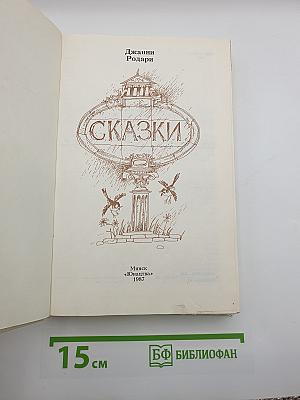 Джанни
Родари
СКАЗКИ
Минск
«Юнацтва»
1987
15 см
БФ БИБЛИОФАН